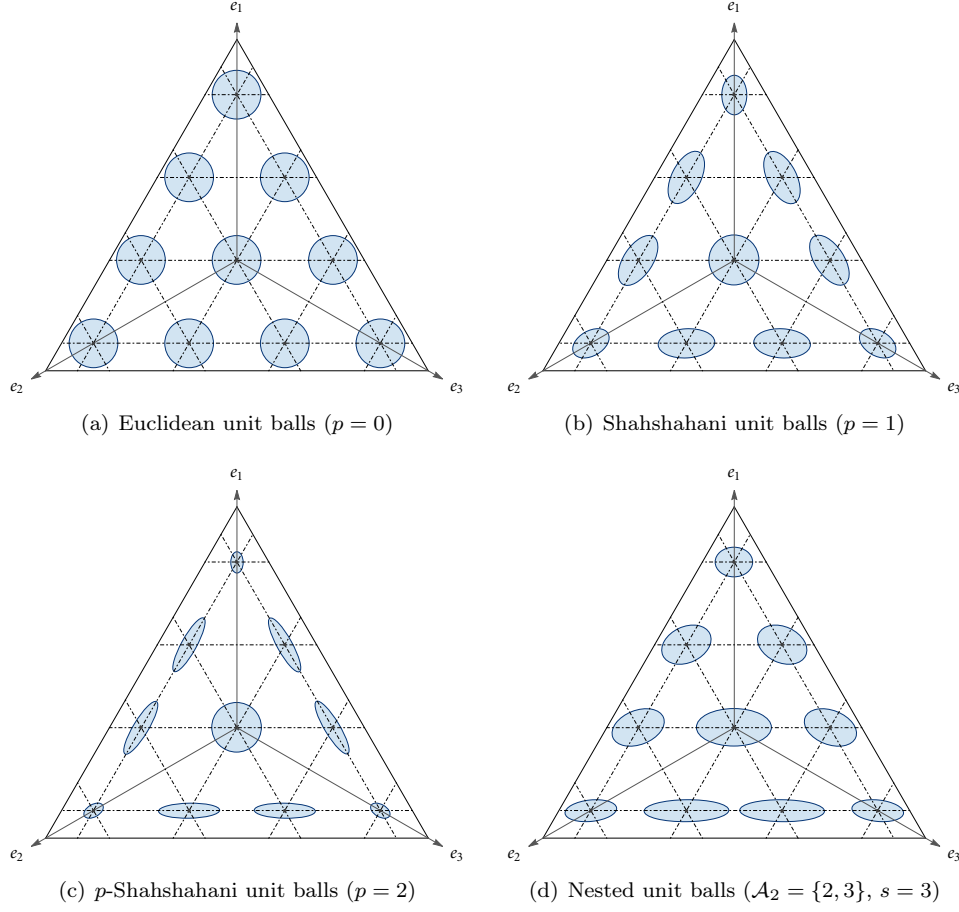 e₁
e₁
e₂
e₃
e₂
e₃
(a) Euclidean unit balls (p = 0)
(b) Shahshahani unit balls (p = 1)
e₁
e₁
e₂
e₃
e₂
e₃
(c) p-Shahshahani unit balls (p = 2)
(d) Nested unit balls (𝒜₂ = {2, 3}, s = 3)